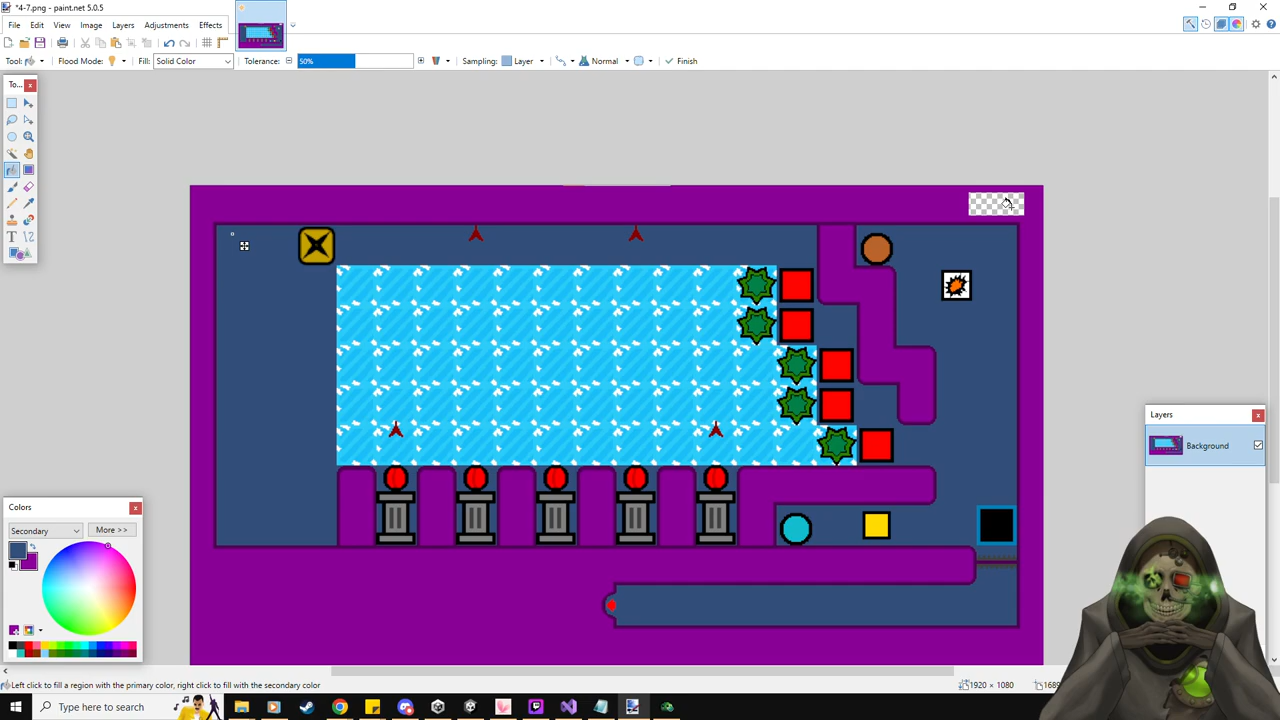 *4-7.png - paint.net 5.0.5
File Edit View Image Layers Adjustments Effects
Tool: Flood Mode: Fill: Solid Color Tolerance: 50% Sampling: Layer Normal Finish
To...
Layers
Background
Colors
Secondary More >>
Left click to fill a region with the primary color, right click to fill with the secondary color
1920 × 1080
Type here to search